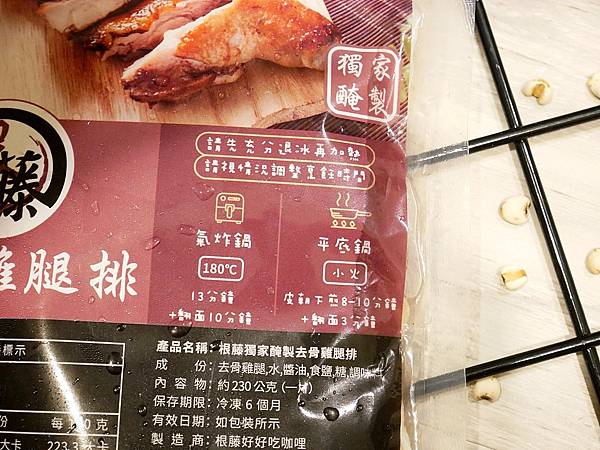 獨家
醃製
藤
請先充分退冰再加熱
請視情況調整烹飪時間
氣炸鍋
平底鍋
180℃
小火
13分鐘
+翻面10分鐘
皮朝下煎8-10分鐘
+翻面3分鐘
雞腿排
產品名稱：根藤獨家醃製去骨雞腿排
成 份：去骨雞腿,水,醬油,食鹽,糖,調味
內 容 物：約230公克 (一片)
保存期限：冷凍6個月
有效日期：如包裝所示
製 造 商：根藤好好吃咖哩
標示
份 每100克
大卡 223.3大卡